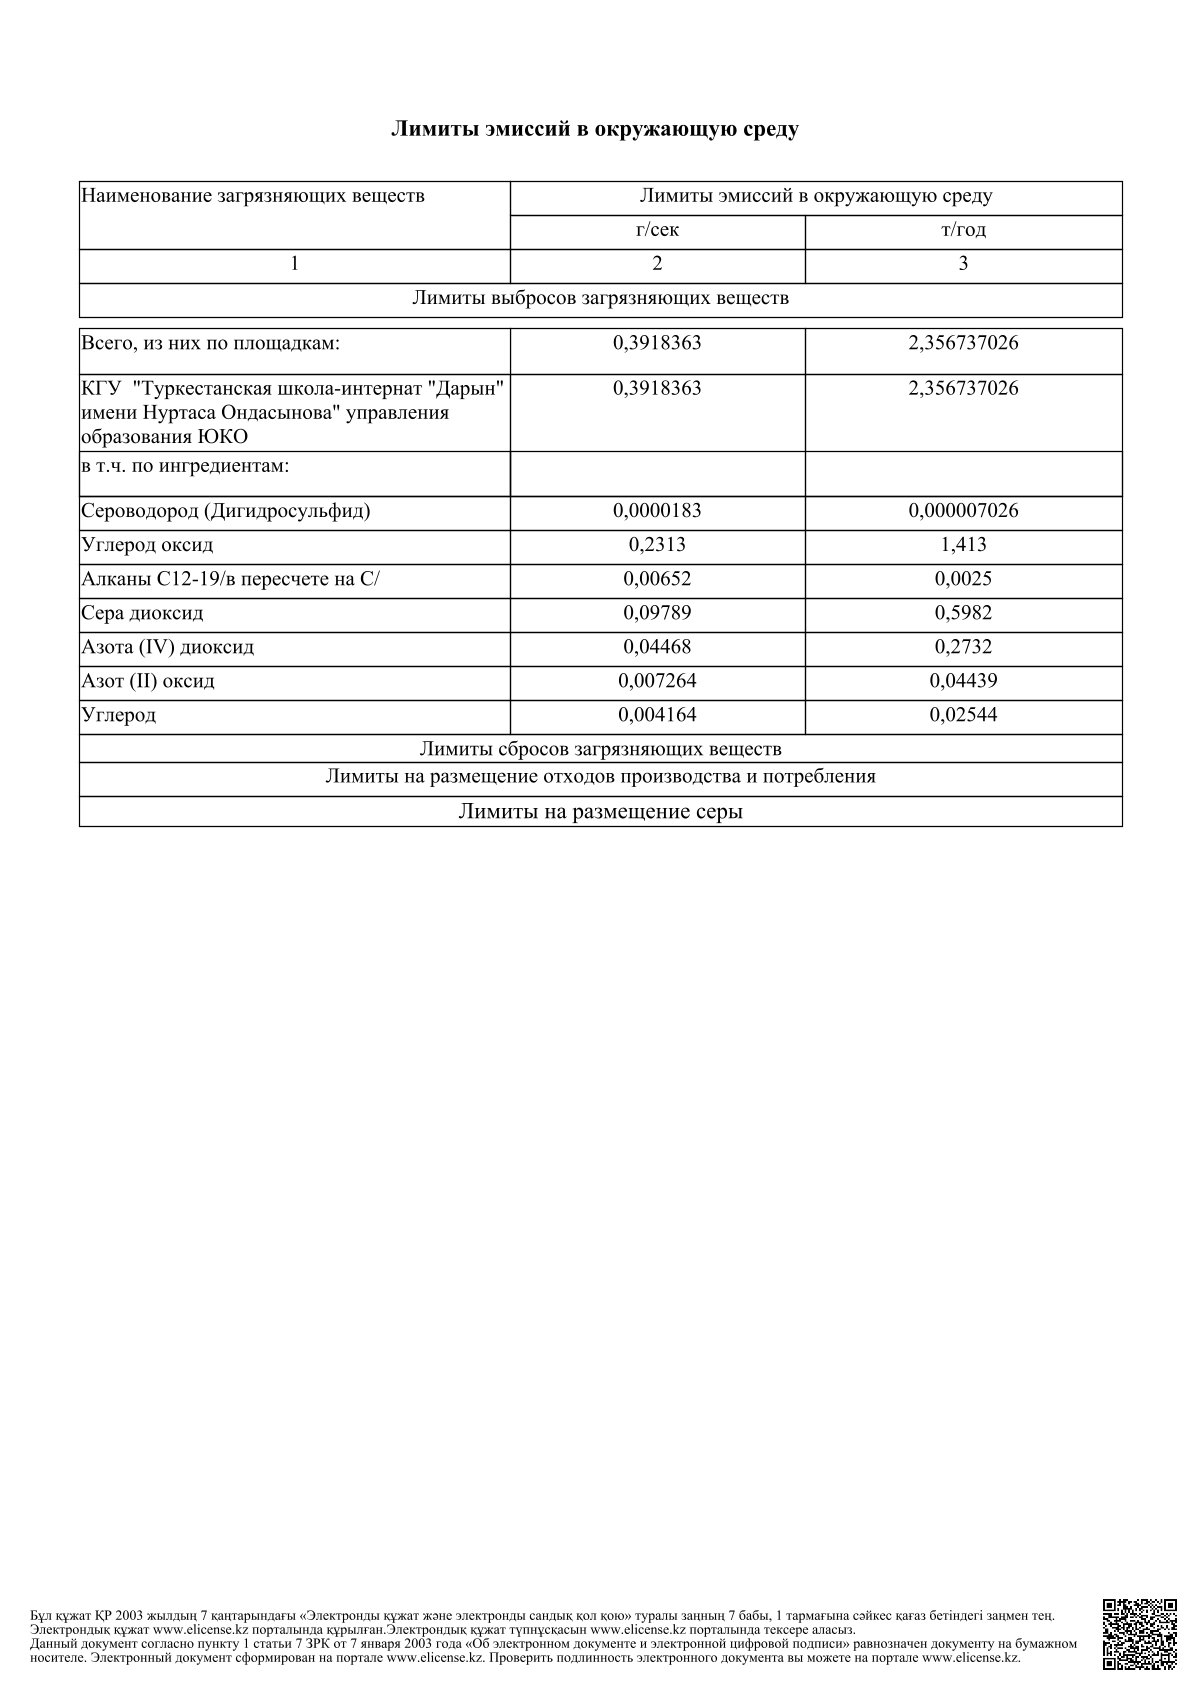 Лимиты эмиссий в окружающую среду
Наименование загрязняющих веществ
Лимиты эмиссий в окружающую среду
г/сек
т/год
1
2
3
Лимиты выбросов загрязняющих веществ
Всего, из них по площадкам:
0,3918363
2,356737026
КГУ "Туркестанская школа-интернат "Дарын"
имени Нуртаса Ондасынова" управления
образования ЮКО
0,3918363
2,356737026
в т.ч. по ингредиентам:
Сероводород (Дигидросульфид)
0,0000183
0,000007026
Углерод оксид
0,2313
1,413
Алканы С12-19/в пересчете на С/
0,00652
0,0025
Сера диоксид
0,09789
0,5982
Азота (IV) диоксид
0,04468
0,2732
Азот (II) оксид
0,007264
0,04439
Углерод
0,004164
0,02544
Лимиты сбросов загрязняющих веществ
Лимиты на размещение отходов производства и потребления
Лимиты на размещение серы
Бұл құжат ҚР 2003 жылдың 7 қаңтарындағы «Электронды құжат және электронды сандық қол қою» туралы заңның 7 бабы, 1 тармағына сәйкес қағаз бетіндегі заңмен тең.
Электрондық құжат www.elicense.kz порталында құрылған.Электрондық құжат түпнұсқасын www.elicense.kz порталында тексере аласыз.
Данный документ согласно пункту 1 статьи 7 ЗРК от 7 января 2003 года «Об электронном документе и электронной цифровой подписи» равнозначен документу на бумажном
носителе. Электронный документ сформирован на портале www.elicense.kz. Проверить подлинность электронного документа вы можете на портале www.elicense.kz.